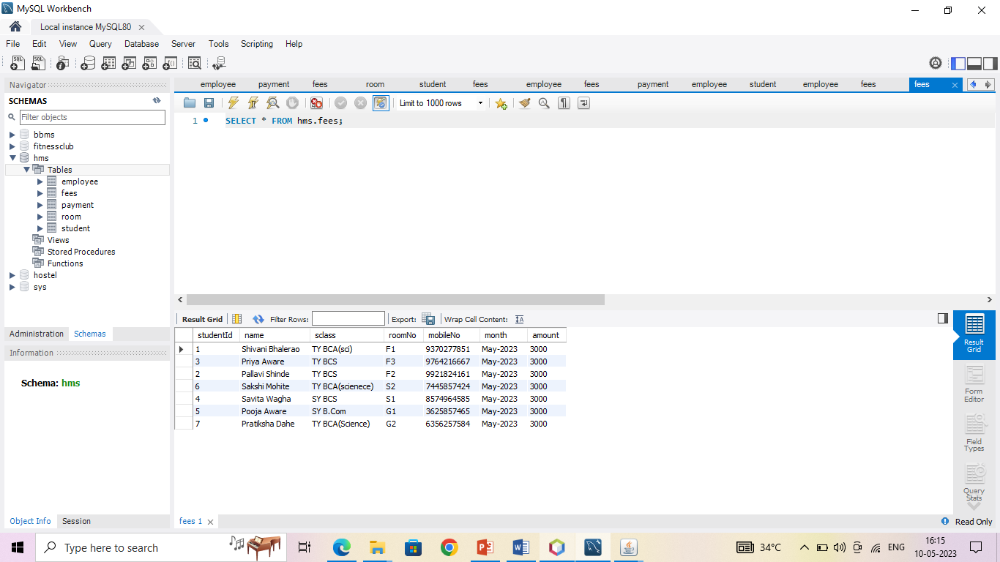 MySQL Workbench
Local instance MySQL80
File Edit View Query Database Server Tools Scripting Help
Navigator
SCHEMAS
Filter objects
bbms
fitnessclub
hms
Tables
employee
fees
payment
room
student
Views
Stored Procedures
Functions
hostel
sys
Administration Schemas
Information
Schema: hms
Object Info Session
employee payment fees room student fees employee fees payment employee student employee fees fees
Limit to 1000 rows
1 SELECT * FROM hms.fees;
Result Grid Filter Rows: Export: Wrap Cell Content:
studentId name sclass roomNo mobileNo month amount
1 Shivani Bhalerao TY BCA(sci) F1 9370277851 May-2023 3000
3 Priya Aware TY BCS F3 9764216667 May-2023 3000
2 Pallavi Shinde TY BCS F2 9921824161 May-2023 3000
6 Sakshi Mohite TY BCA(scienece) S2 7445857424 May-2023 3000
4 Savita Wagha SY BCS S1 8574964585 May-2023 3000
5 Pooja Aware SY B.Com G1 3625857465 May-2023 3000
7 Pratiksha Dahe TY BCA(Science) G2 6356257584 May-2023 3000
Result
Grid
Form
Editor
Field
Types
Query
Stats
fees 1
Read Only
Type here to search
34°C
ENG
16:15
10-05-2023